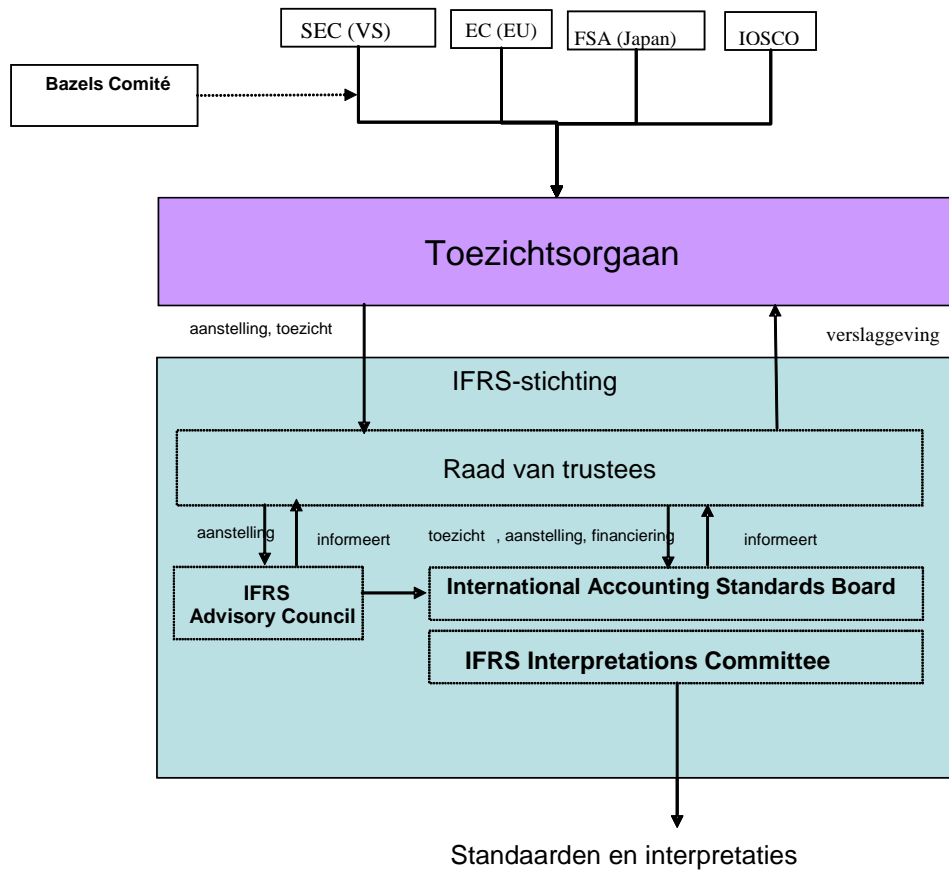 SEC (VS)
EC (EU)
FSA (Japan)
IOSCO
Bazels Comité
Toezichtsorgaan
aanstelling, toezicht
verslaggeving
IFRS-stichting
Raad van trustees
aanstelling
informeert
toezicht , aanstelling, financiering
informeert
IFRS
Advisory Council
International Accounting Standards Board
IFRS Interpretations Committee
Standaarden en interpretaties